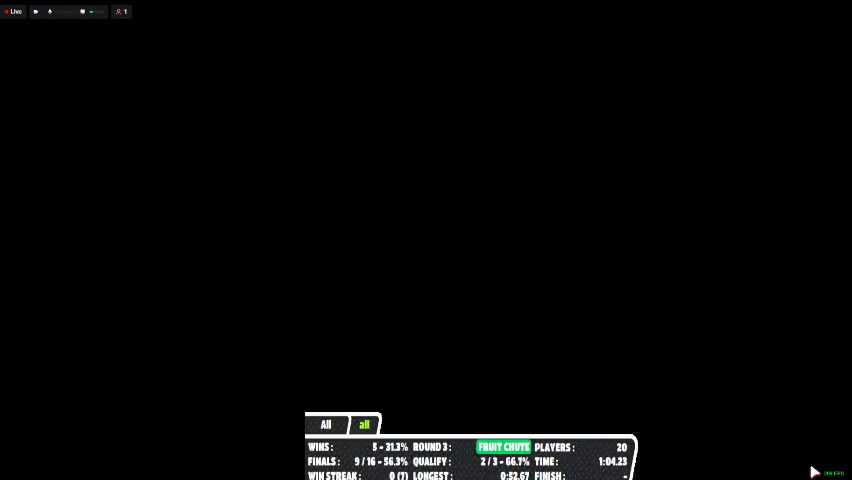 Live 1
All all
WINS : 5 - 31.3% ROUND 3 : FRUIT CHUTE PLAYERS : 20
FINALS : 9 / 16 - 56.3% QUALIFY : 2 / 3 - 66.7% TIME : 1:04.23
WIN STREAK : 0 (7) LONGEST : 0:52.67 FINISH : -